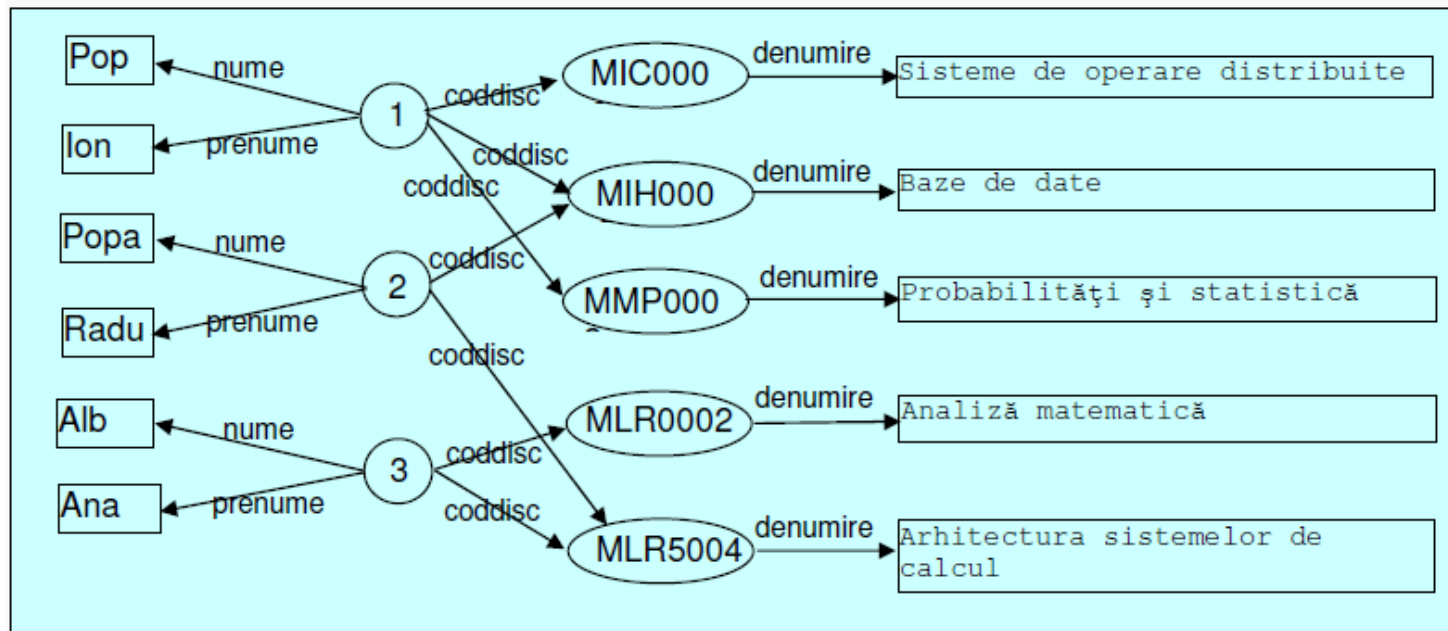 Pop
nume
Ion
prenume
1
coddisc
MIC000
denumire
Sisteme de operare distribuite
coddisc
MIH000
denumire
Baze de date
coddisc
MMP000
denumire
Probabilităţi şi statistică
Popa
nume
Radu
prenume
2
coddisc
coddisc
Alb
nume
Ana
prenume
3
coddisc
MLR0002
denumire
Analiză matematică
coddisc
MLR5004
denumire
Arhitectura sistemelor de
calcul